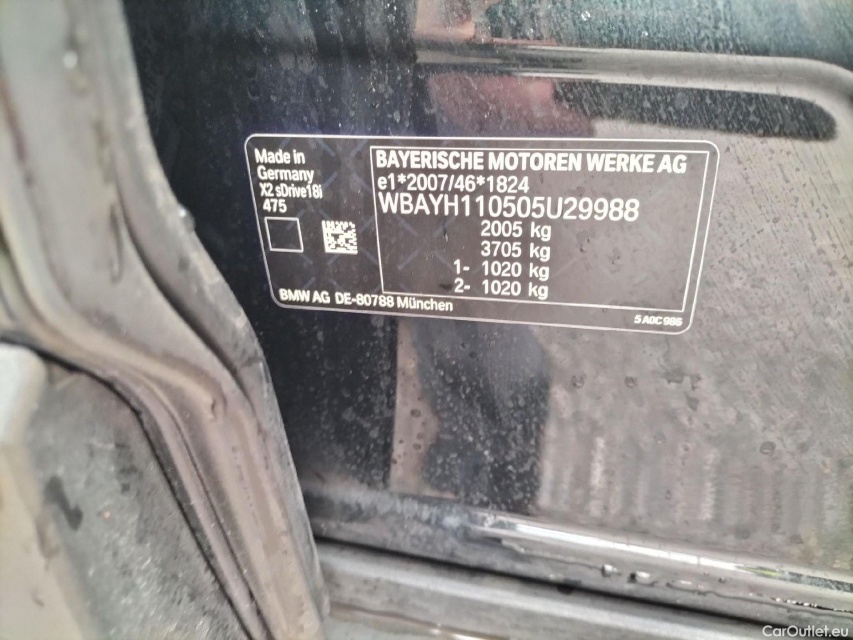 Made in
Germany
X2 sDrive18i
475
BAYERISCHE MOTOREN WERKE AG
e1*2007/46*1824
WBAYH110505U29988
2005 kg
3705 kg
1- 1020 kg
2- 1020 kg
BMW AG DE-80788 München
5 A0C 985
CarOutlet.eu